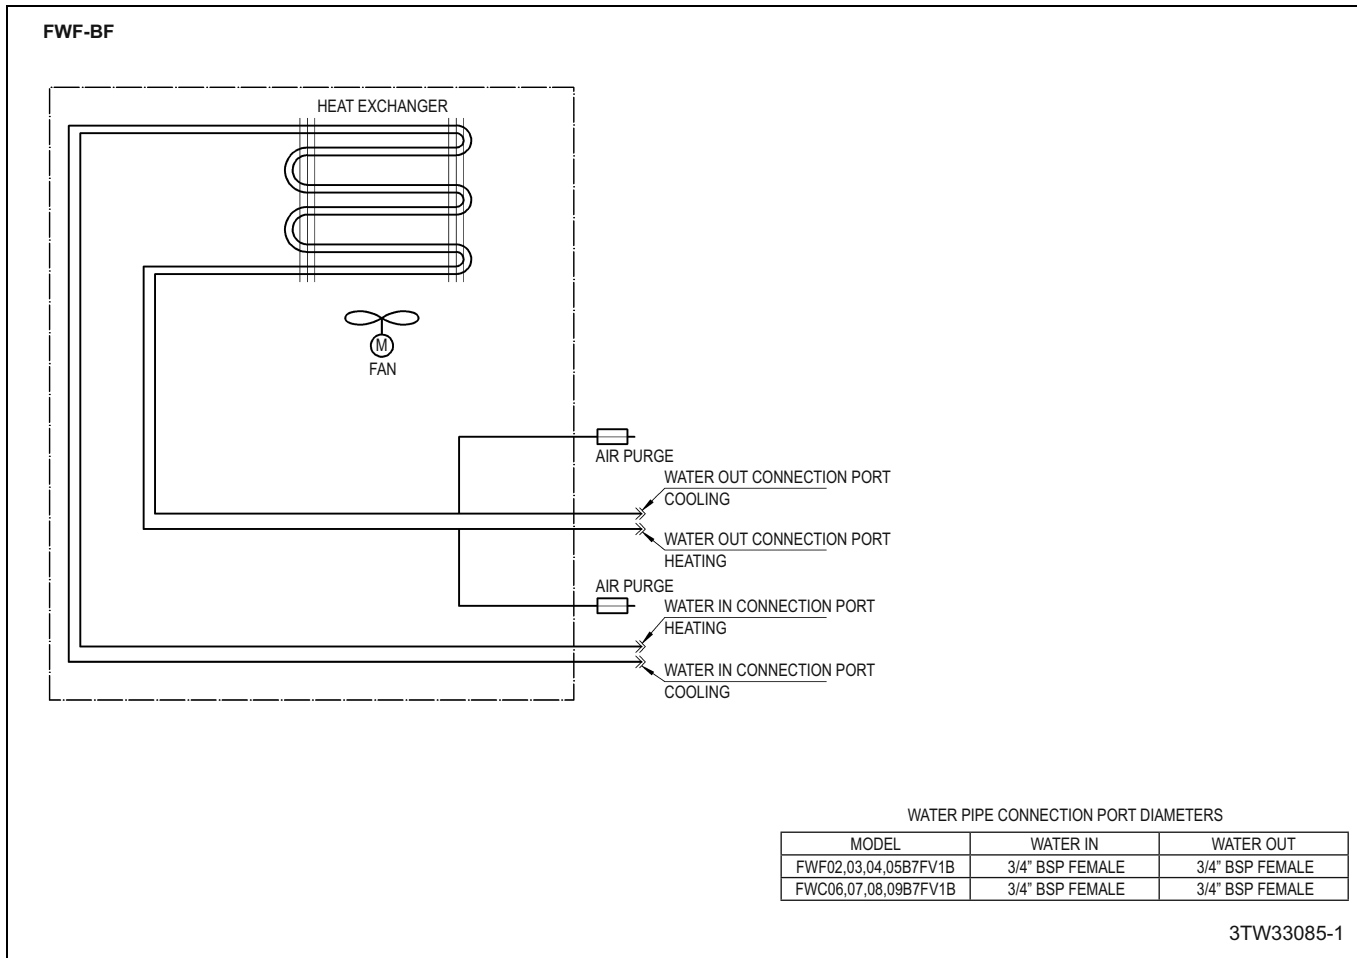 FWF-BF
HEAT EXCHANGER
M
FAN
AIR PURGE
WATER OUT CONNECTION PORT
COOLING
WATER OUT CONNECTION PORT
HEATING
AIR PURGE
WATER IN CONNECTION PORT
HEATING
WATER IN CONNECTION PORT
COOLING
WATER PIPE CONNECTION PORT DIAMETERS
MODEL WATER IN WATER OUT
FWF02,03,04,05B7FV1B 3/4” BSP FEMALE 3/4” BSP FEMALE
FWC06,07,08,09B7FV1B 3/4” BSP FEMALE 3/4” BSP FEMALE
3TW33085-1